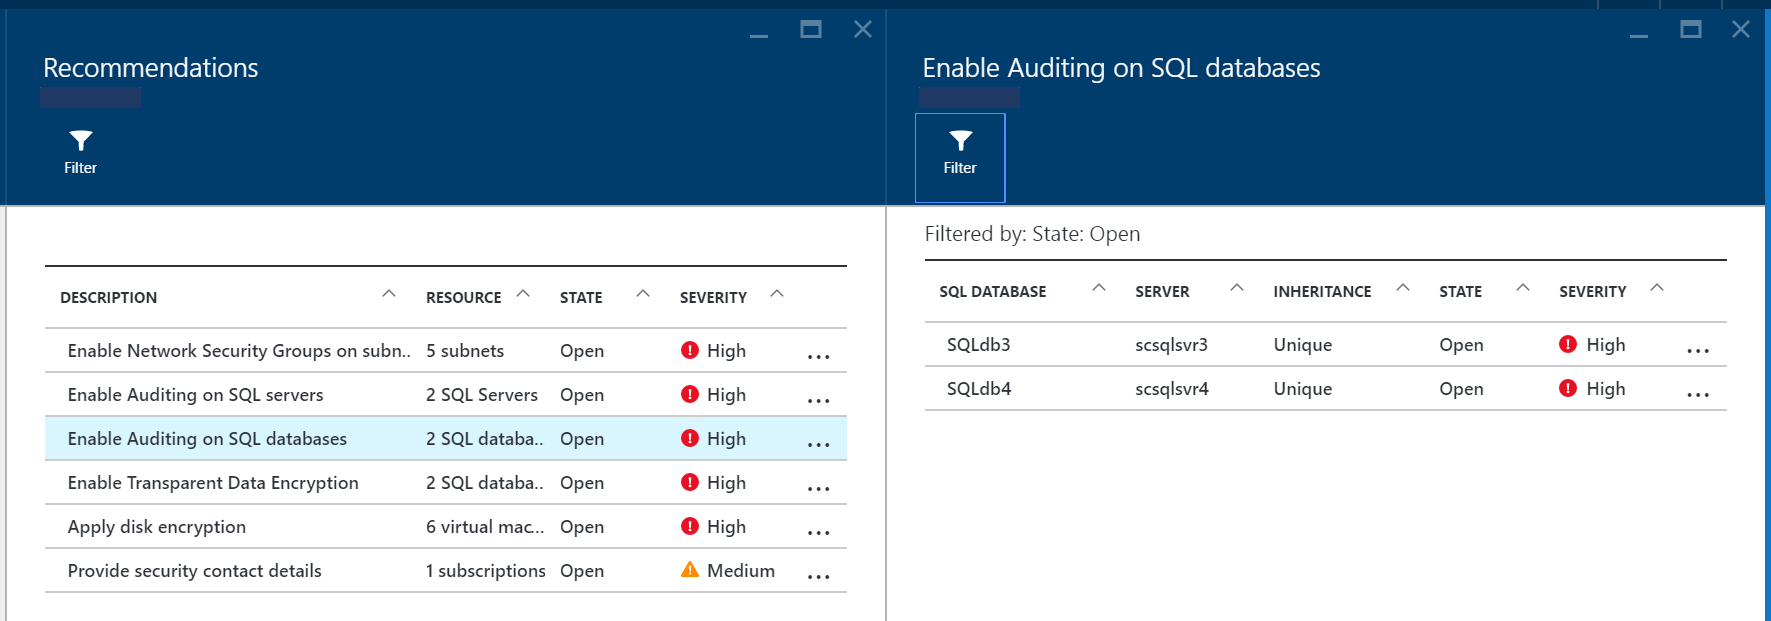 Recommendations
Filter
DESCRIPTION RESOURCE STATE SEVERITY
Enable Network Security Groups on subn.. 5 subnets Open High ...
Enable Auditing on SQL servers 2 SQL Servers Open High ...
Enable Auditing on SQL databases 2 SQL databa.. Open High ...
Enable Transparent Data Encryption 2 SQL databa.. Open High ...
Apply disk encryption 6 virtual mac... Open High ...
Provide security contact details 1 subscriptions Open Medium ...
Enable Auditing on SQL databases
Filter
Filtered by: State: Open
SQL DATABASE SERVER INHERITANCE STATE SEVERITY
SQLdb3 scsqlsvr3 Unique Open High ...
SQLdb4 scsqlsvr4 Unique Open High ...